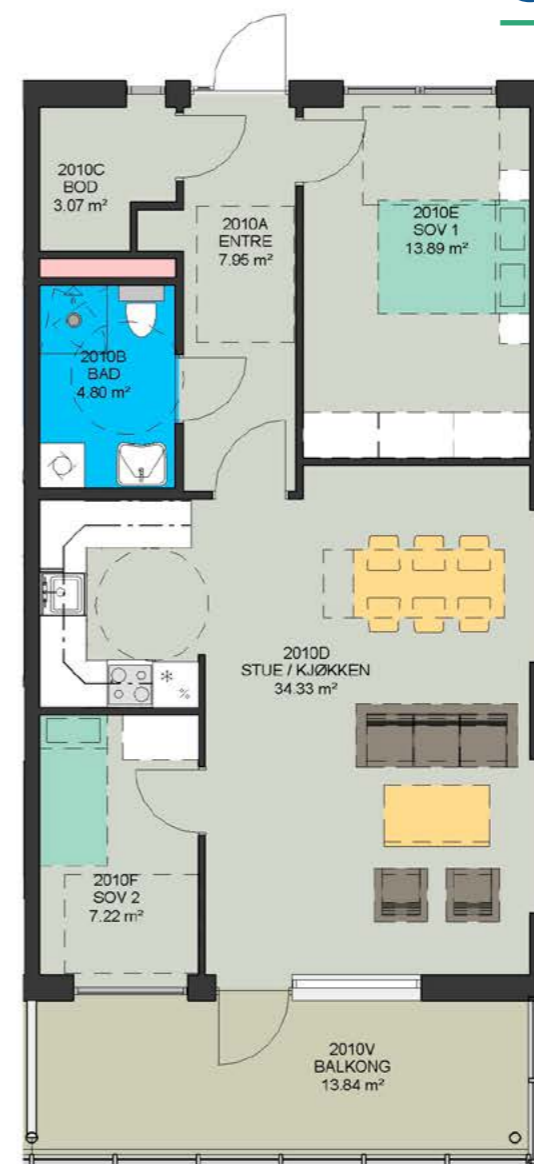 2010C
BOD
3.07 m²
2010A
ENTRE
7.95 m²
2010E
SOV 1
13.89 m²
2010B
BAD
4.80 m²
2010D
STUE / KJØKKEN
34.33 m²
*
%
2010F
SOV 2
7.22 m²
2010V
BALKONG
13.84 m²